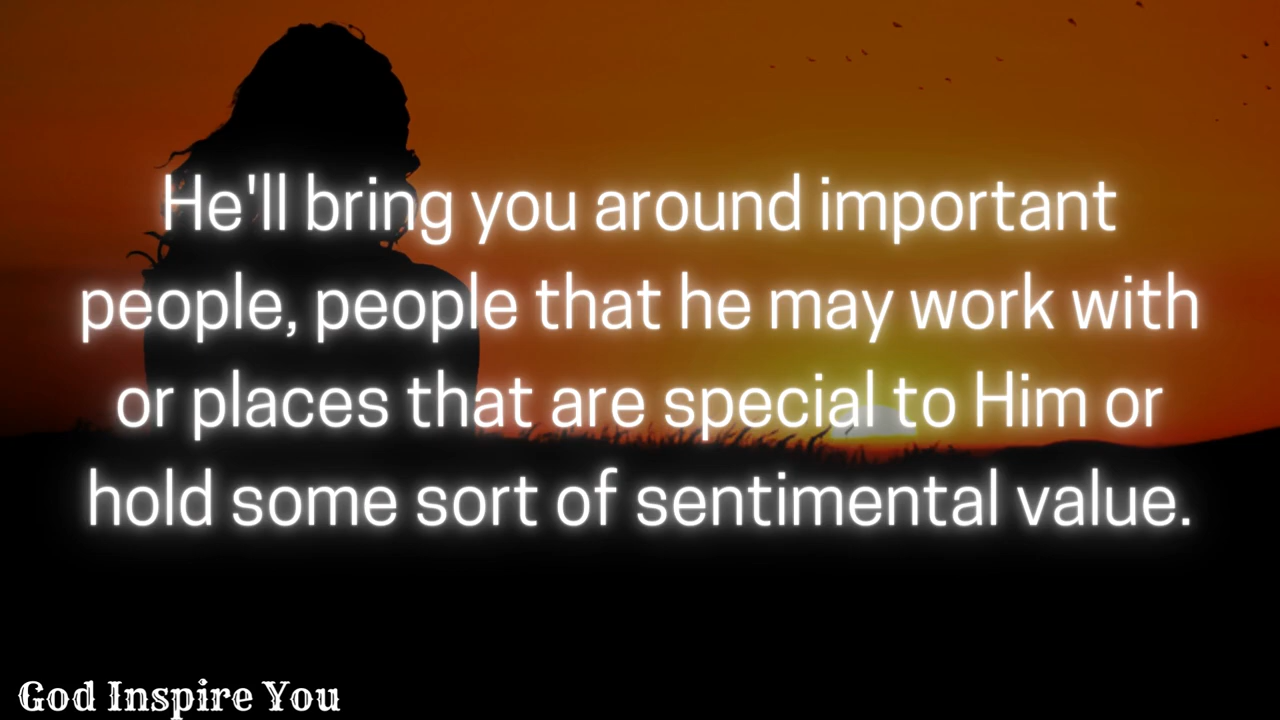 He'll bring you around important
people, people that he may work with
or places that are special to Him or
hold some sort of sentimental value.
God Inspire You